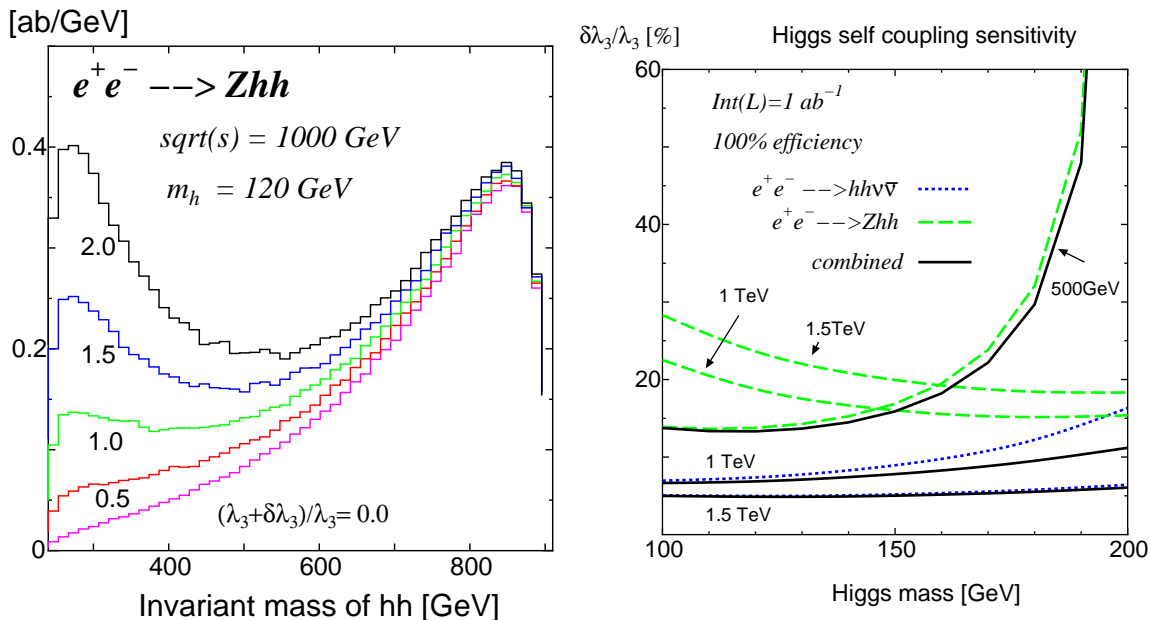 [ab/GeV]
e⁺e⁻ --> Zhh
sqrt(s) = 1000 GeV
m_h = 120 GeV
0.4
0.2
0
2.0
1.5
1.0
0.5
(λ₃+δλ₃)/λ₃= 0.0
400 600 800
Invariant mass of hh [GeV]
δλ₃/λ₃ [%] Higgs self coupling sensitivity
60
40
20
Int(L)=1 ab⁻¹
100% efficiency
e⁺e⁻ -->hhνν̅
e⁺e⁻ -->Zhh
combined
500GeV
1 TeV
1.5TeV
1 TeV
1.5 TeV
100 150 200
Higgs mass [GeV]